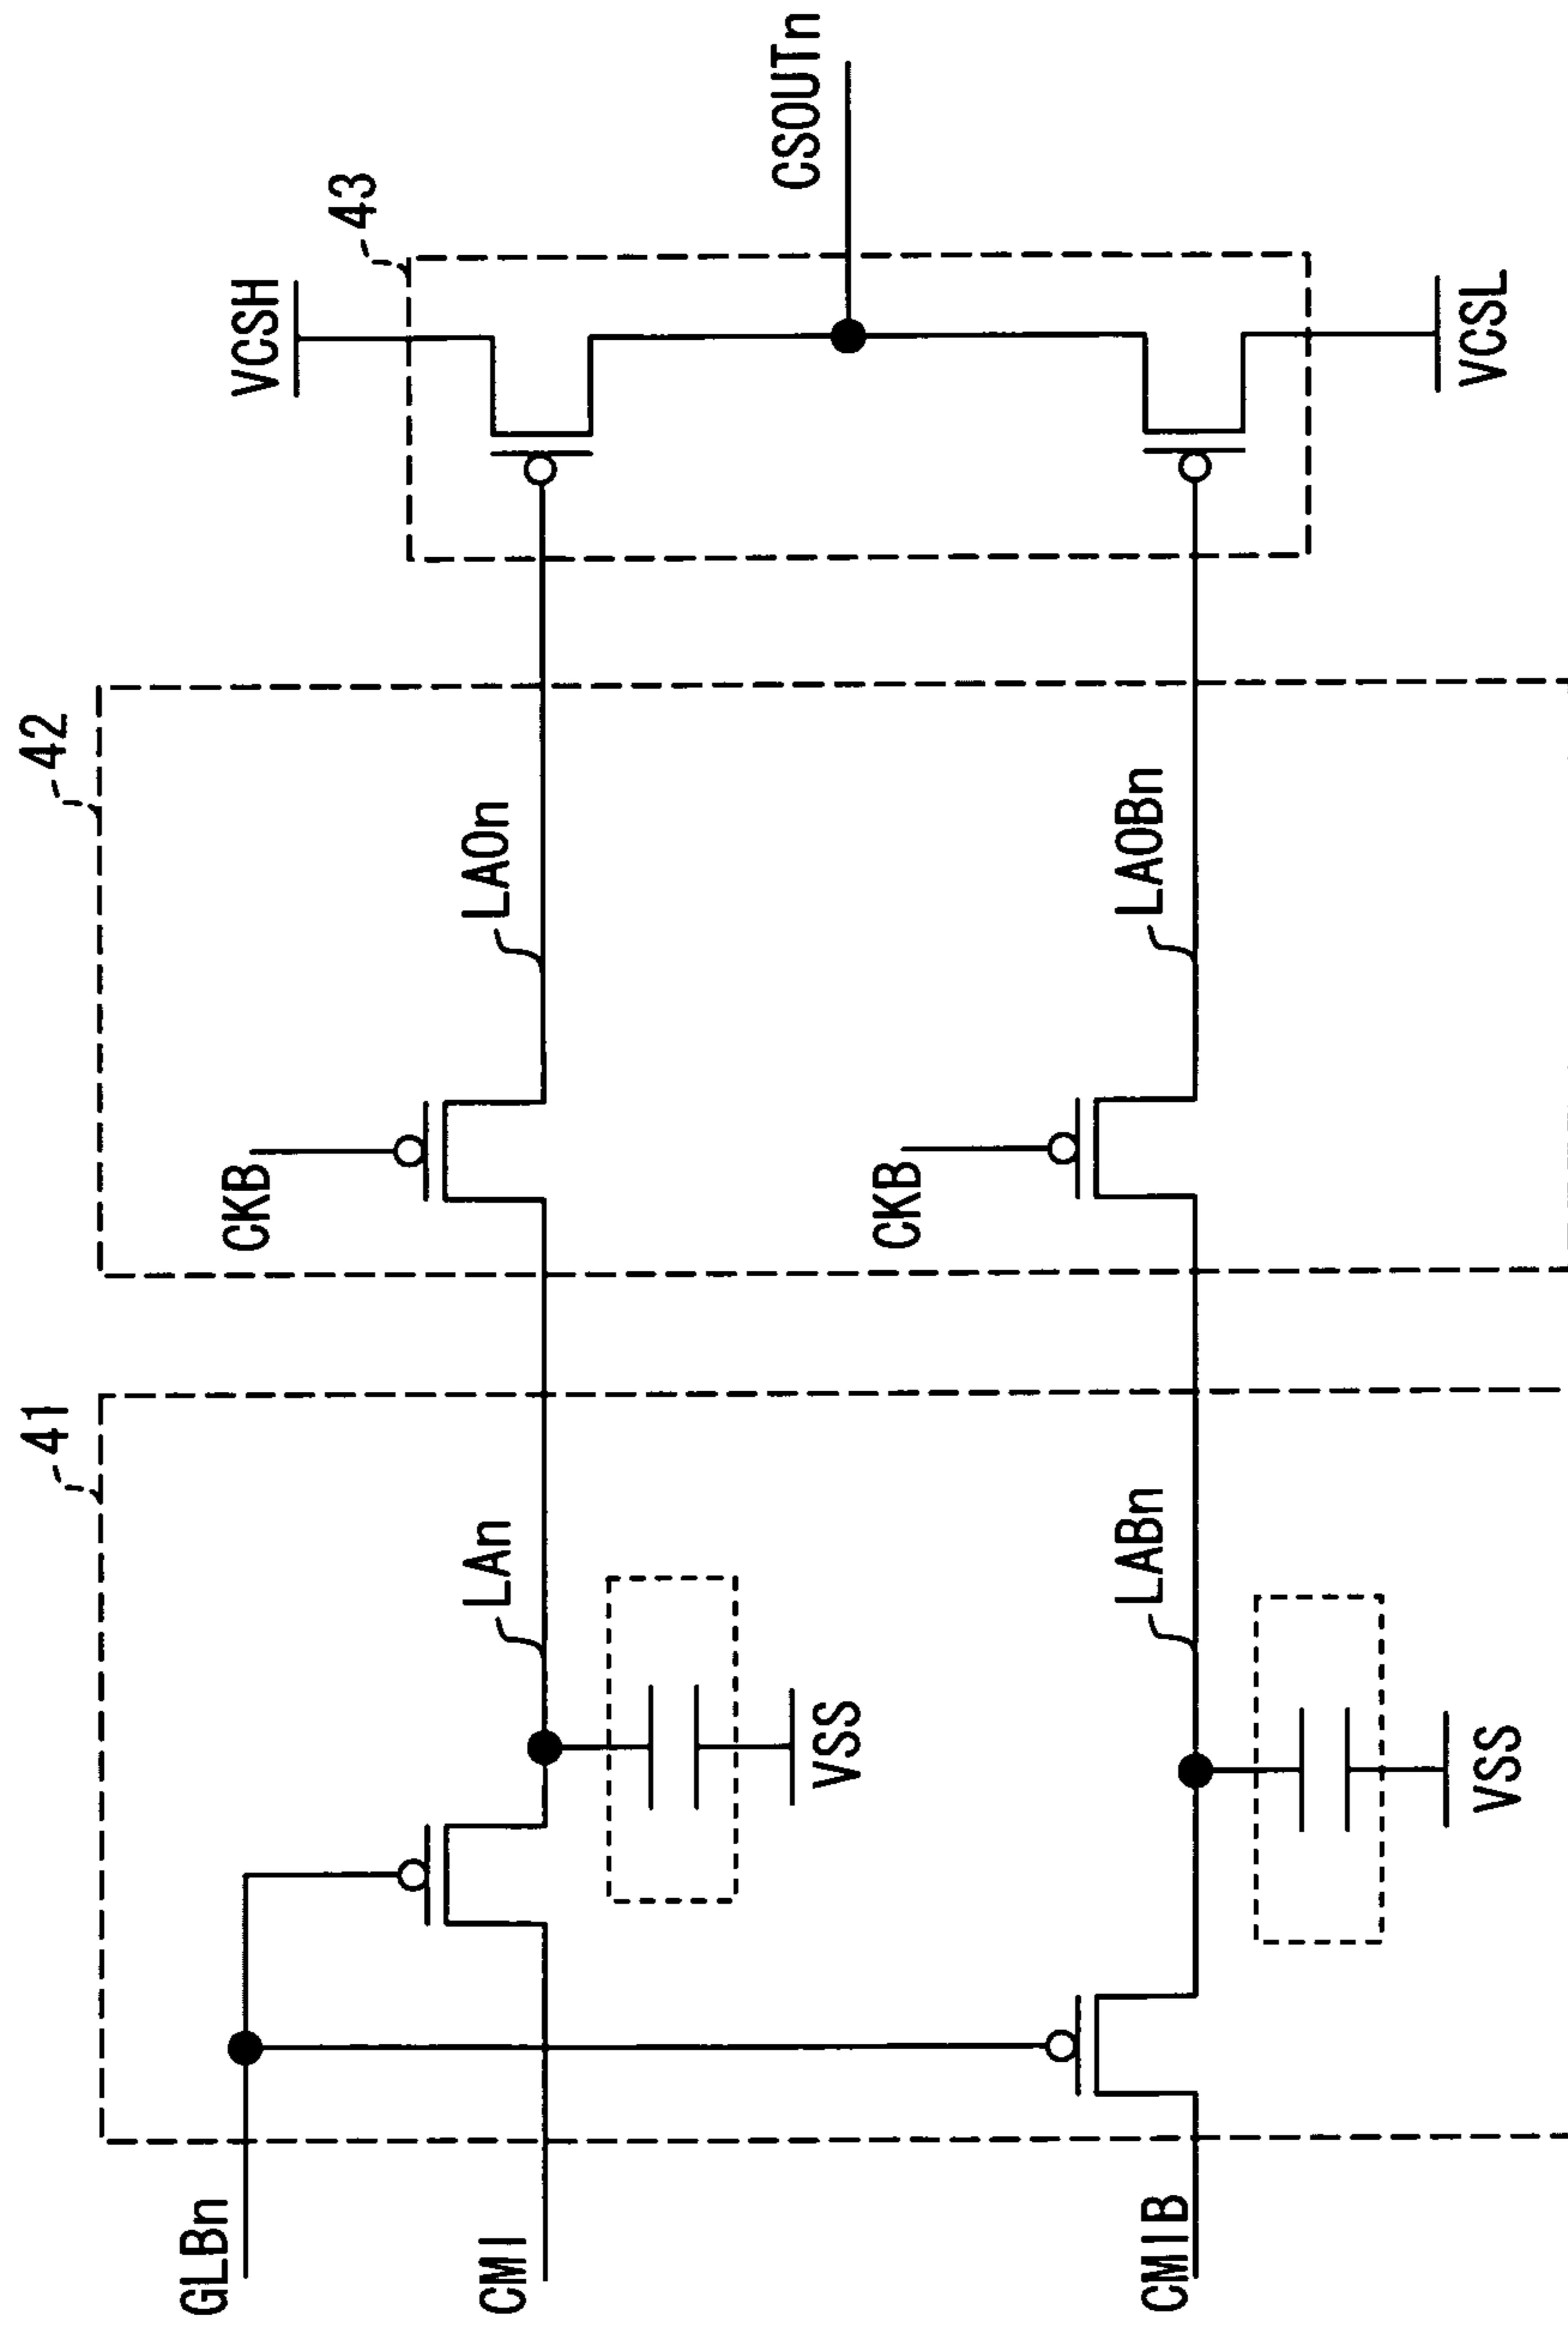 41
42
43
GLBn
CKB
VCSH
CMI
LAn
LAOn
VSS
CSOUTn
CKB
CMIB
LABn
LAOBn
VSS
VCSL